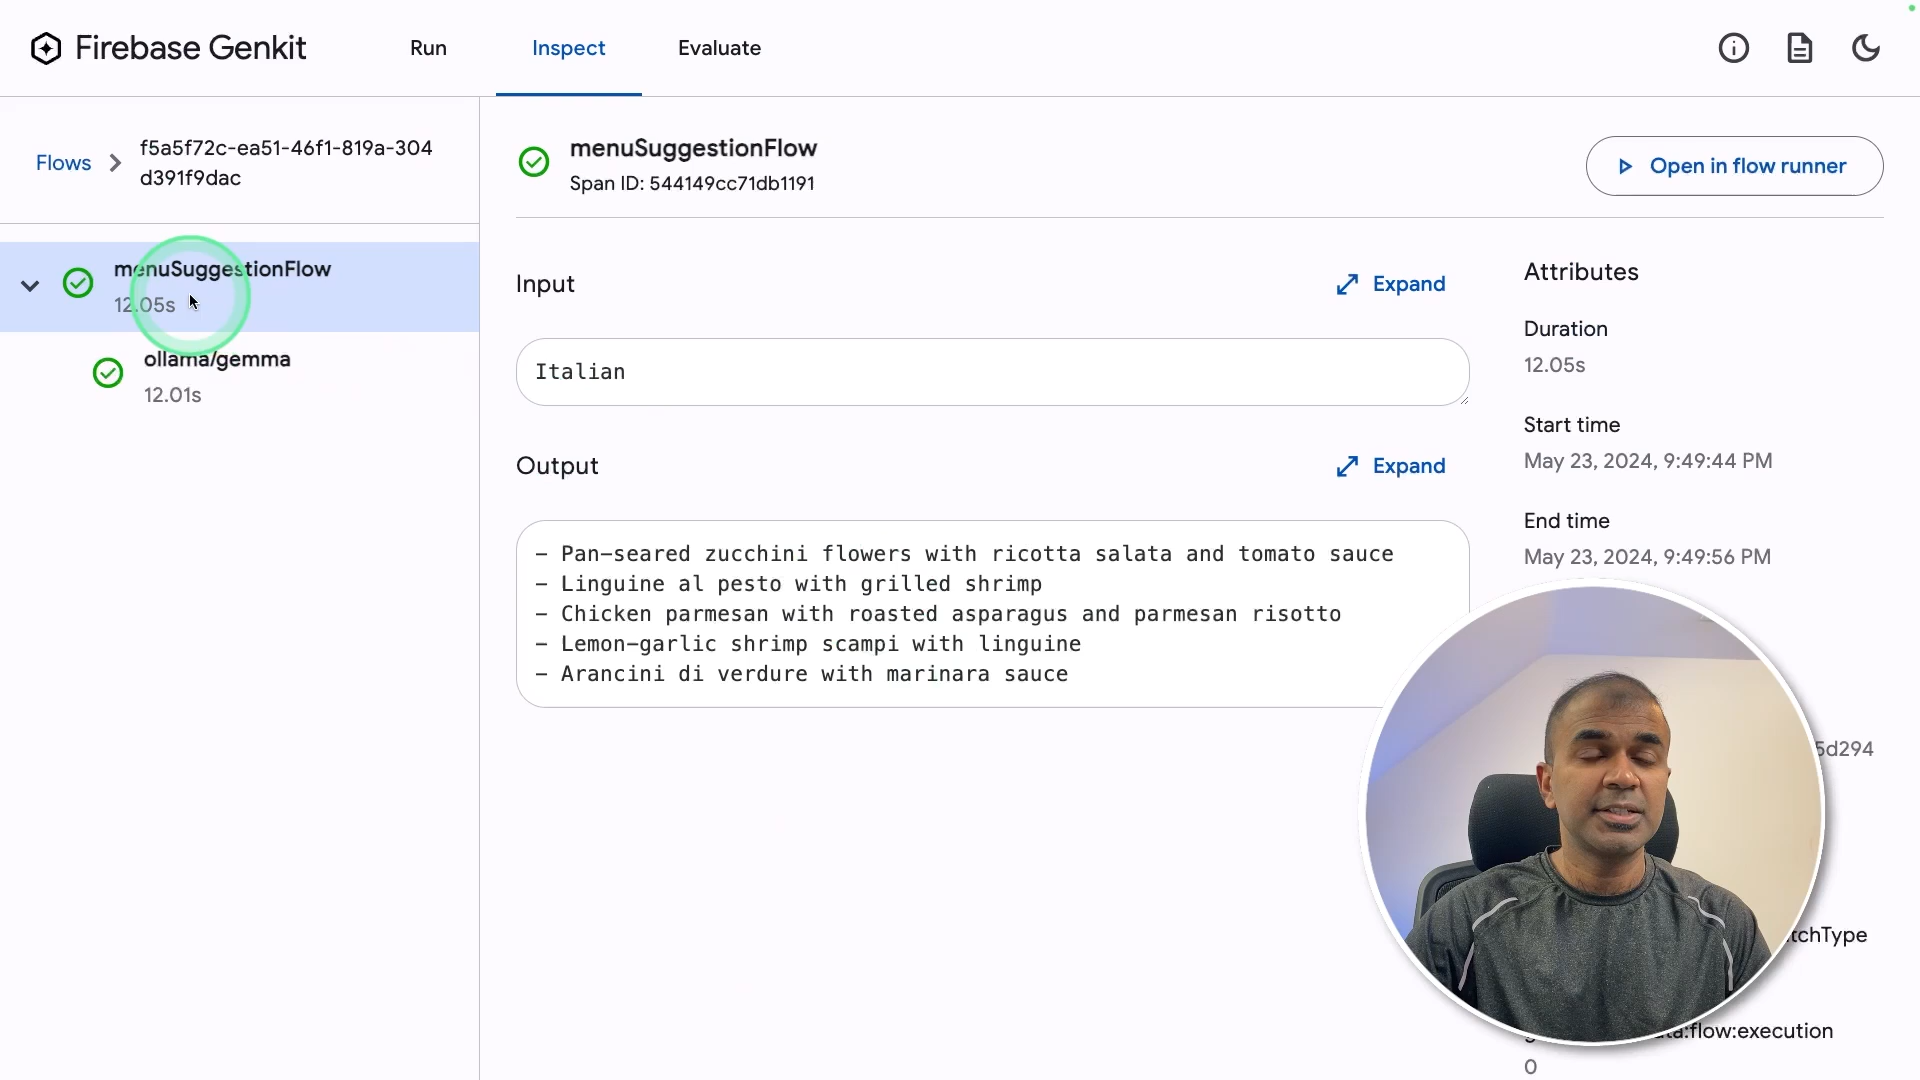 Firebase Genkit
Run
Inspect
Evaluate
Flows
f5a5f72c-ea51-46f1-819a-304
d391f9dac
menuSuggestionFlow
12.05s
ollama/gemma
12.01s
menuSuggestionFlow
Span ID: 544149cc71db1191
Open in flow runner
Input
Expand
Italian
Output
Expand
– Pan-seared zucchini flowers with ricotta salata and tomato sauce
– Linguine al pesto with grilled shrimp
– Chicken parmesan with roasted asparagus and parmesan risotto
– Lemon-garlic shrimp scampi with linguine
– Arancini di verdure with marinara sauce
Attributes
Duration
12.05s
Start time
May 23, 2024, 9:49:44 PM
End time
May 23, 2024, 9:49:56 PM
5d294
tchType
:flow:execution
0